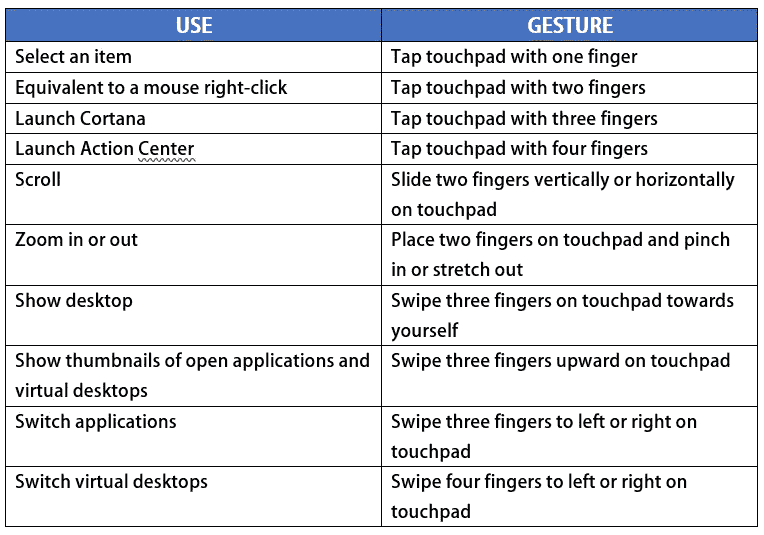 USE GESTURE
Select an item Tap touchpad with one finger
Equivalent to a mouse right-click Tap touchpad with two fingers
Launch Cortana Tap touchpad with three fingers
Launch Action Center Tap touchpad with four fingers
Scroll Slide two fingers vertically or horizontally
on touchpad
Zoom in or out Place two fingers on touchpad and pinch
in or stretch out
Show desktop Swipe three fingers on touchpad towards
yourself
Show thumbnails of open applications and Swipe three fingers upward on touchpad
virtual desktops
Switch applications Swipe three fingers to left or right on
touchpad
Switch virtual desktops Swipe four fingers to left or right on
touchpad